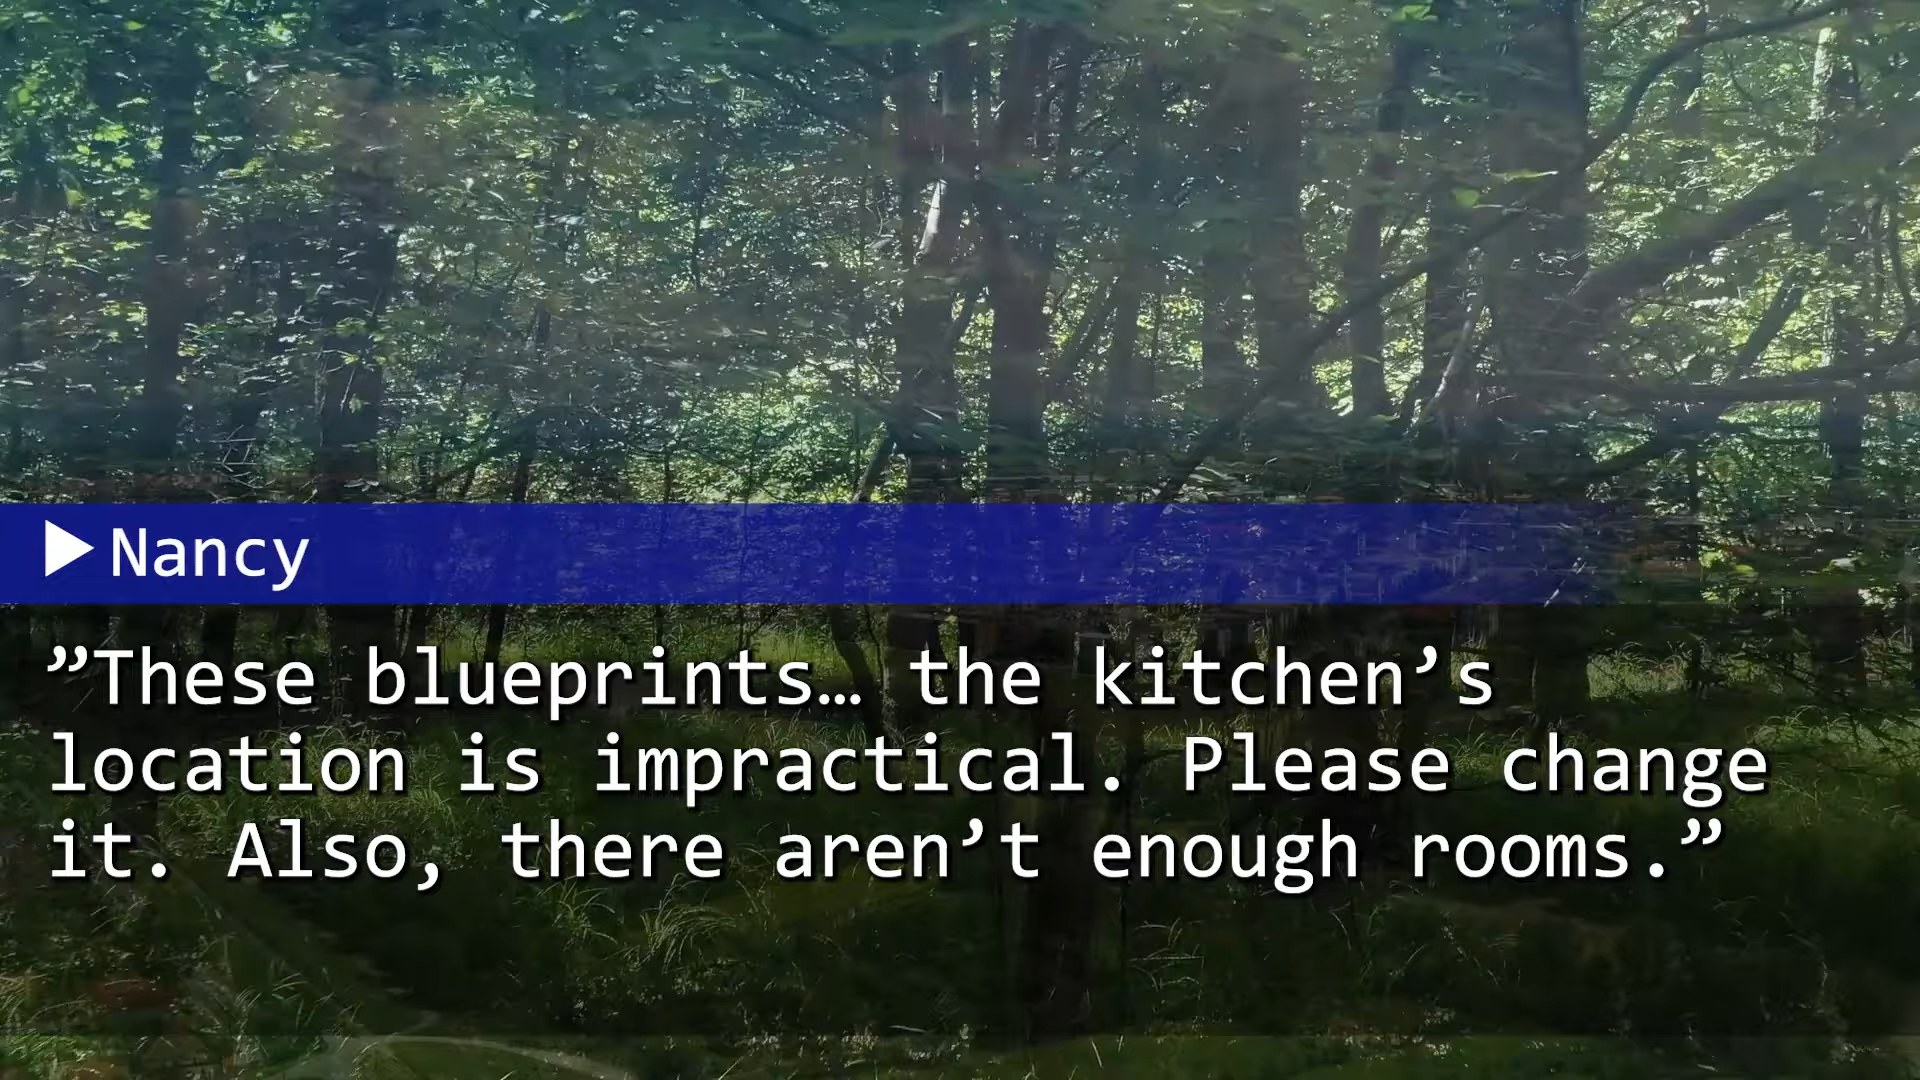 Nancy
”These blueprints… the kitchen’s
location is impractical. Please change
it. Also, there aren’t enough rooms.”